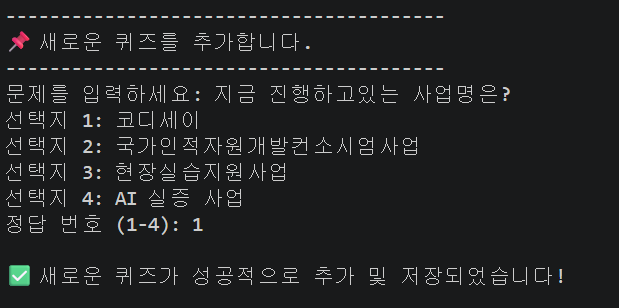 ----------------------------------------
📌 새로운 퀴즈를 추가합니다.
----------------------------------------
문제를 입력하세요: 지금 진행하고있는 사업명은?
선택지 1: 코디세이
선택지 2: 국가인적자원개발컨소시엄사업
선택지 3: 현장실습지원사업
선택지 4: AI 실증 사업
정답 번호 (1-4): 1
✅ 새로운 퀴즈가 성공적으로 추가 및 저장되었습니다!